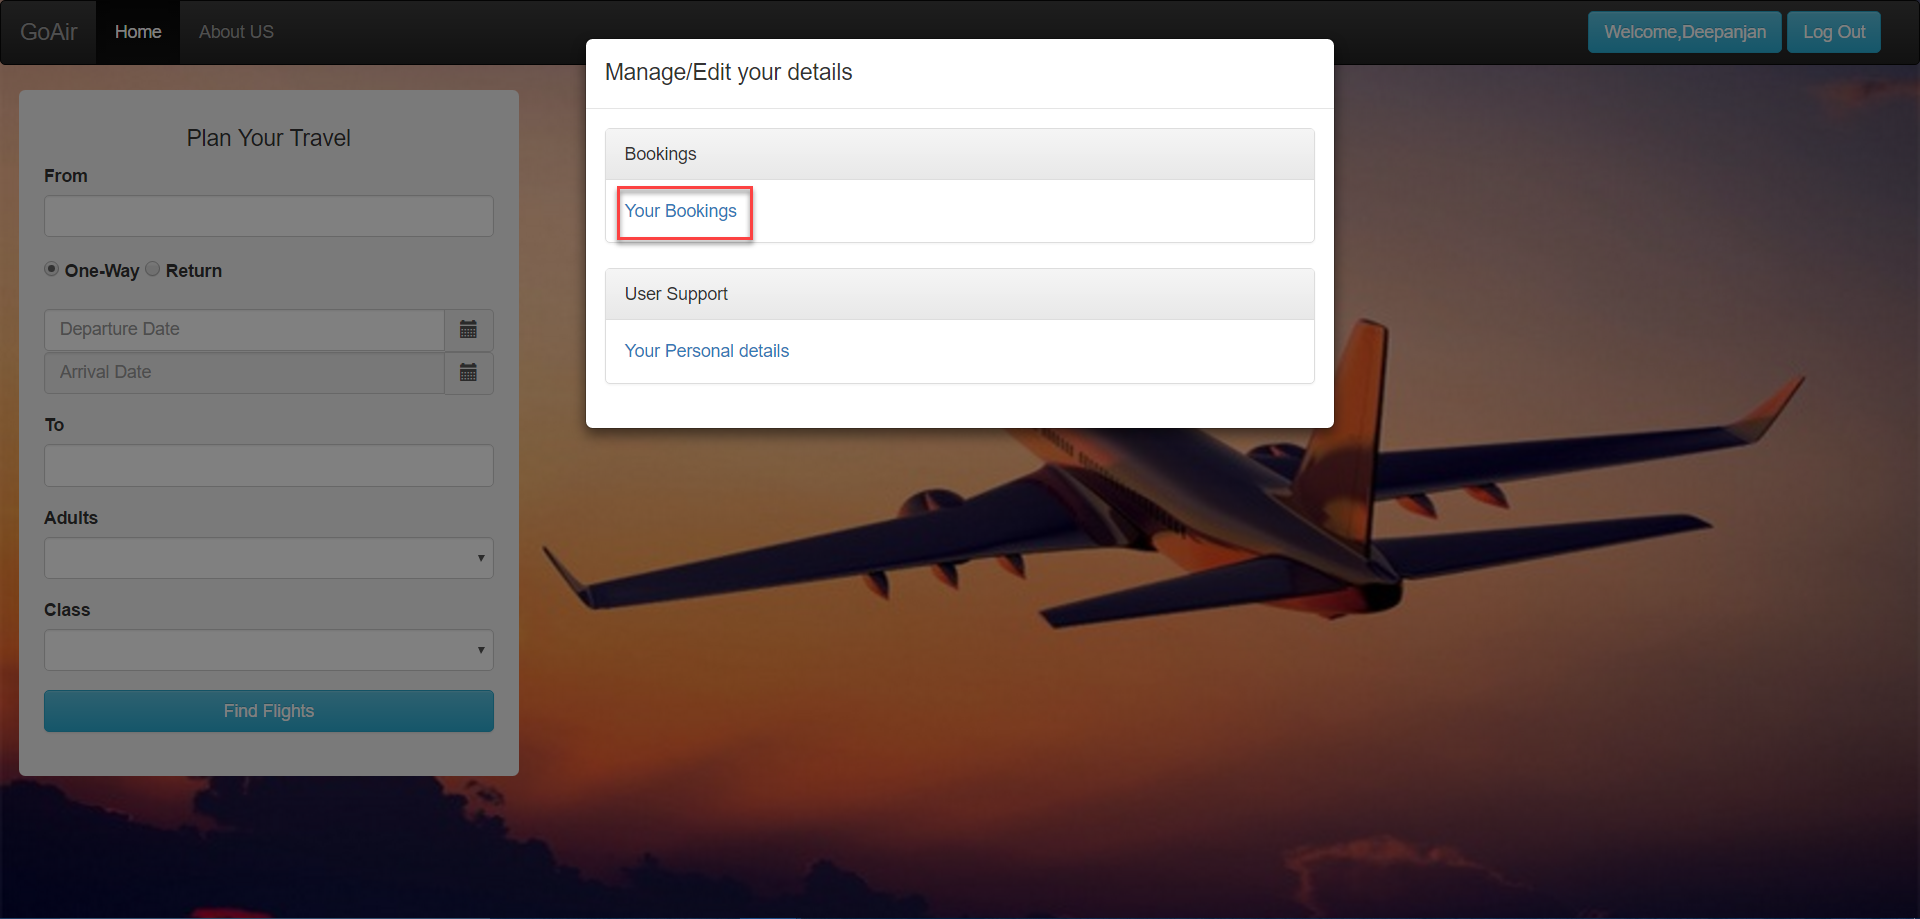 GoAir
Home
About US
Welcome,Deepanjan
Log Out
Manage/Edit your details
Bookings
Your Bookings
User Support
Your Personal details
Plan Your Travel
From
One-Way Return
Departure Date
Arrival Date
To
Adults
Class
Find Flights